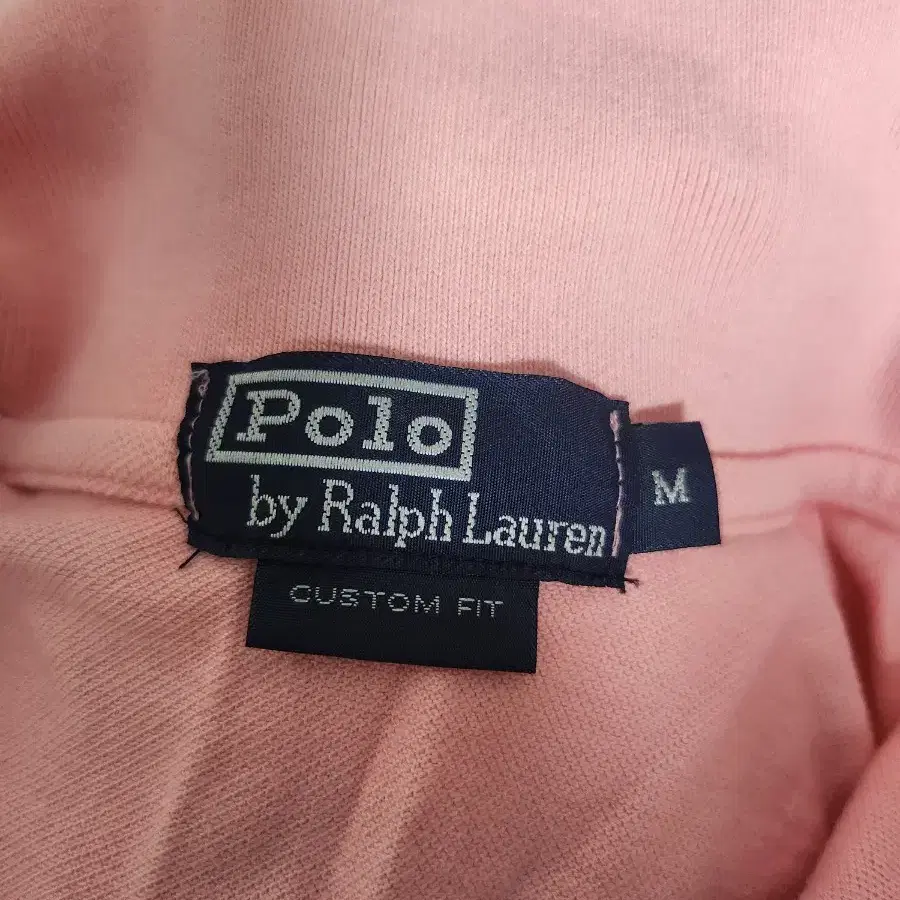 Polo
by Ralph Lauren
M
CUSTOM FIT